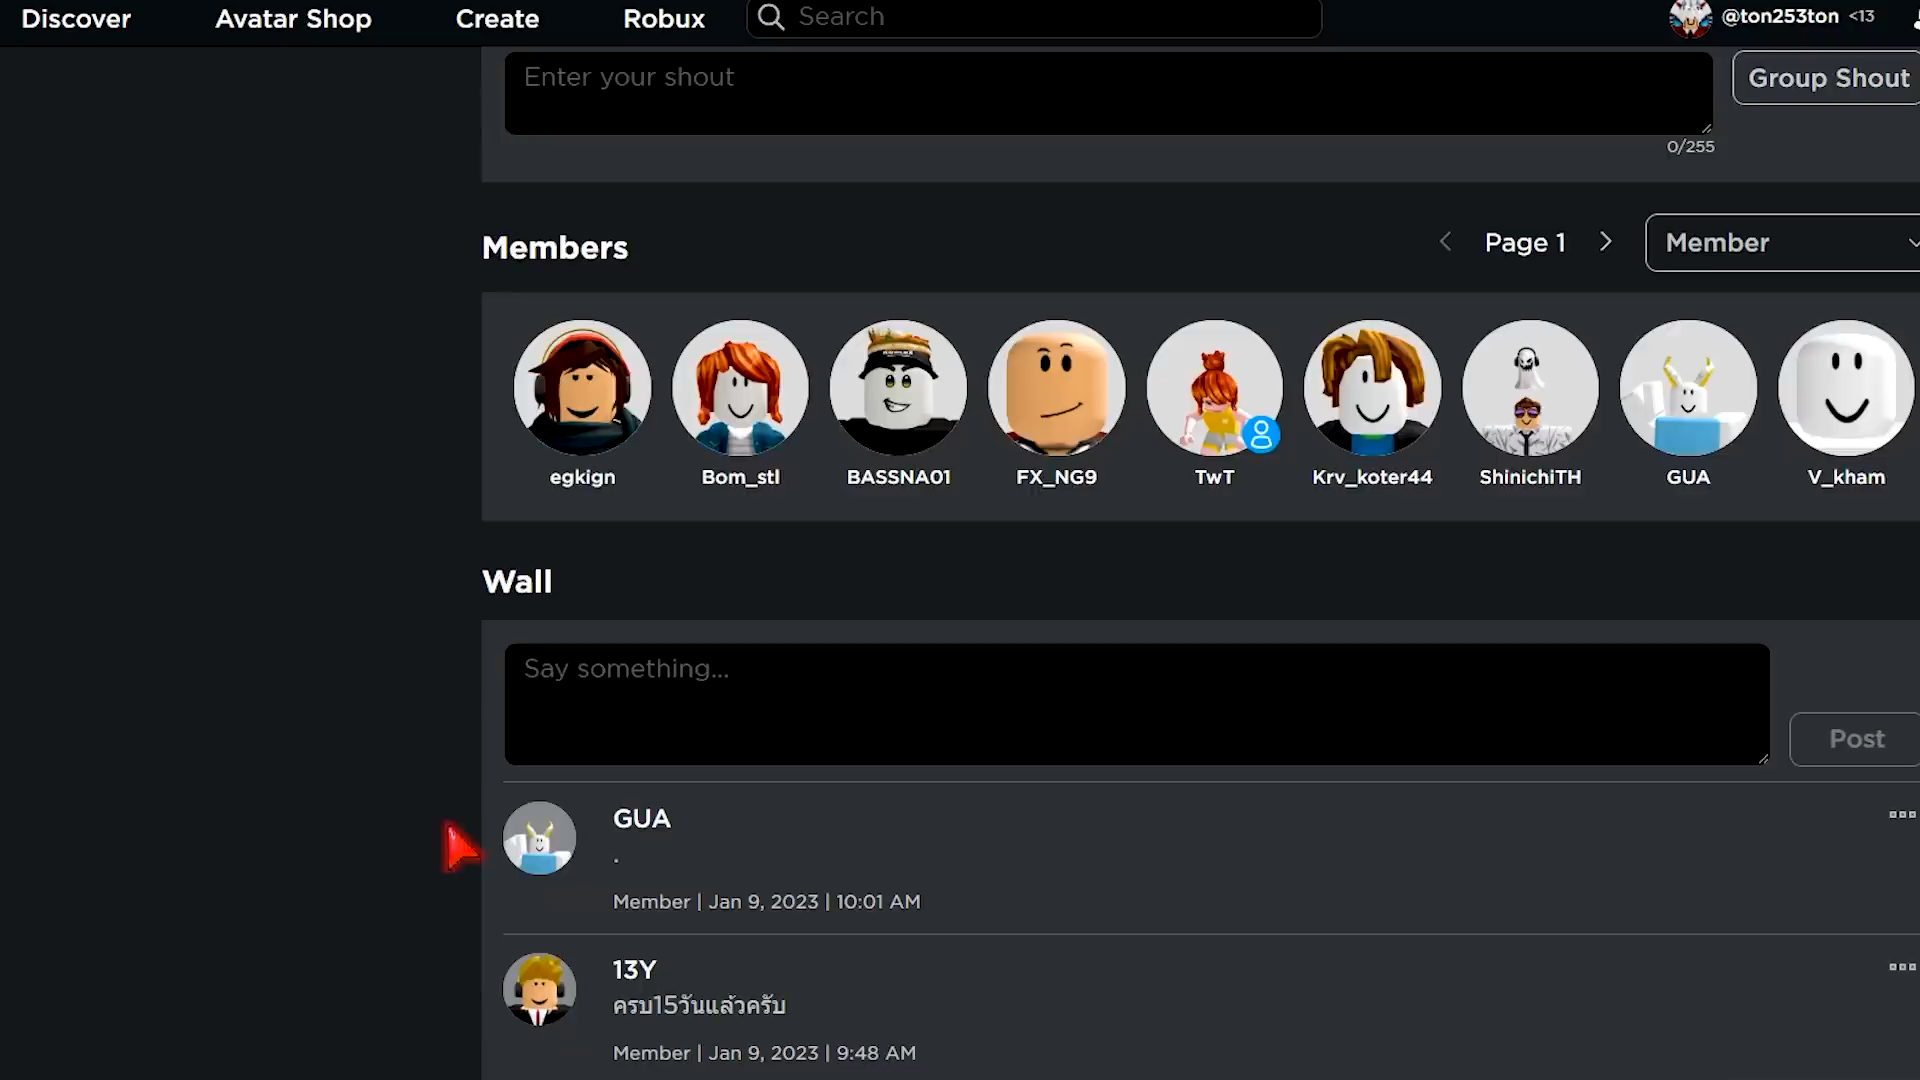 Discover Avatar Shop Create Robux Search @ton253ton <13
Enter your shout Group Shout
0/255
Members Page 1 Member
egkign Bom_stl BASSNA01 FX_NG9 TwT Krv_koter44 ShinichiTH GUA V_kham
Wall
Say something...
Post
GUA
.
Member | Jan 9, 2023 | 10:01 AM
13Y
ครบ15วันแล้วครับ
Member | Jan 9, 2023 | 9:48 AM